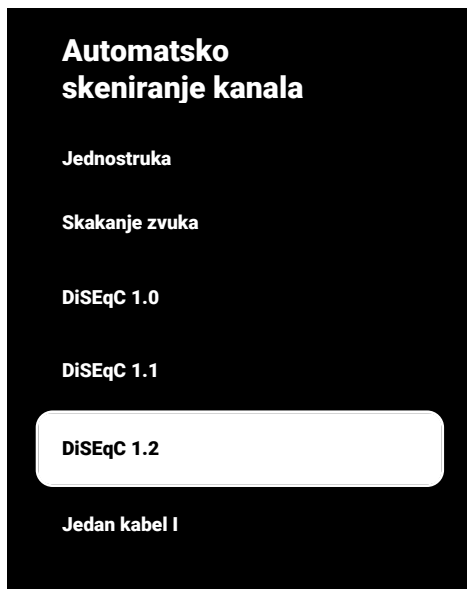 Automatsko
skeniranje kanala
Jednostruka
Skakanje zvuka
DiSEqC 1.0
DiSEqC 1.1
DiSEqC 1.2
Jedan kabel I